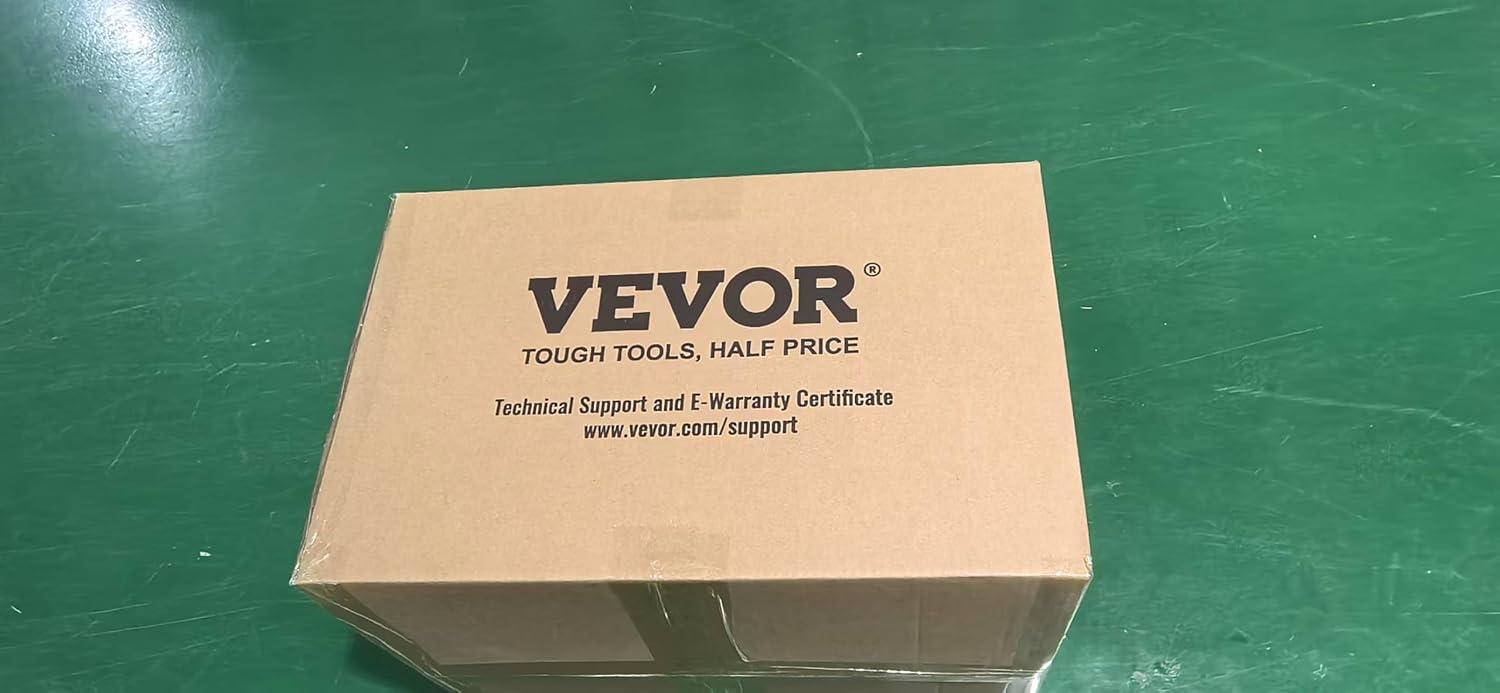 VEVOR®
TOUGH TOOLS, HALF PRICE
Technical Support and E-Warranty Certificate
www.vevor.com/support